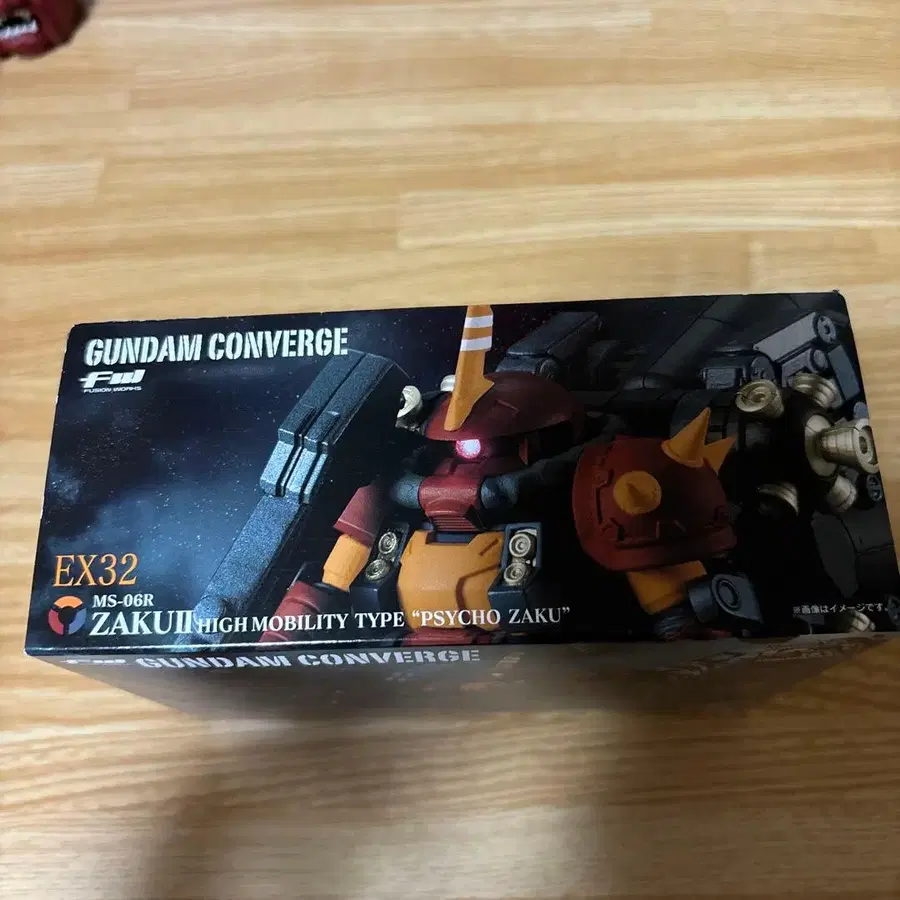 GUNDAM CONVERGE
FW
FUSION WORKS
EX32
MS-06R
ZAKUII HIGH MOBILITY TYPE "PSYCHO ZAKU"
※画像はイメージです。
FW GUNDAM CONVERGE